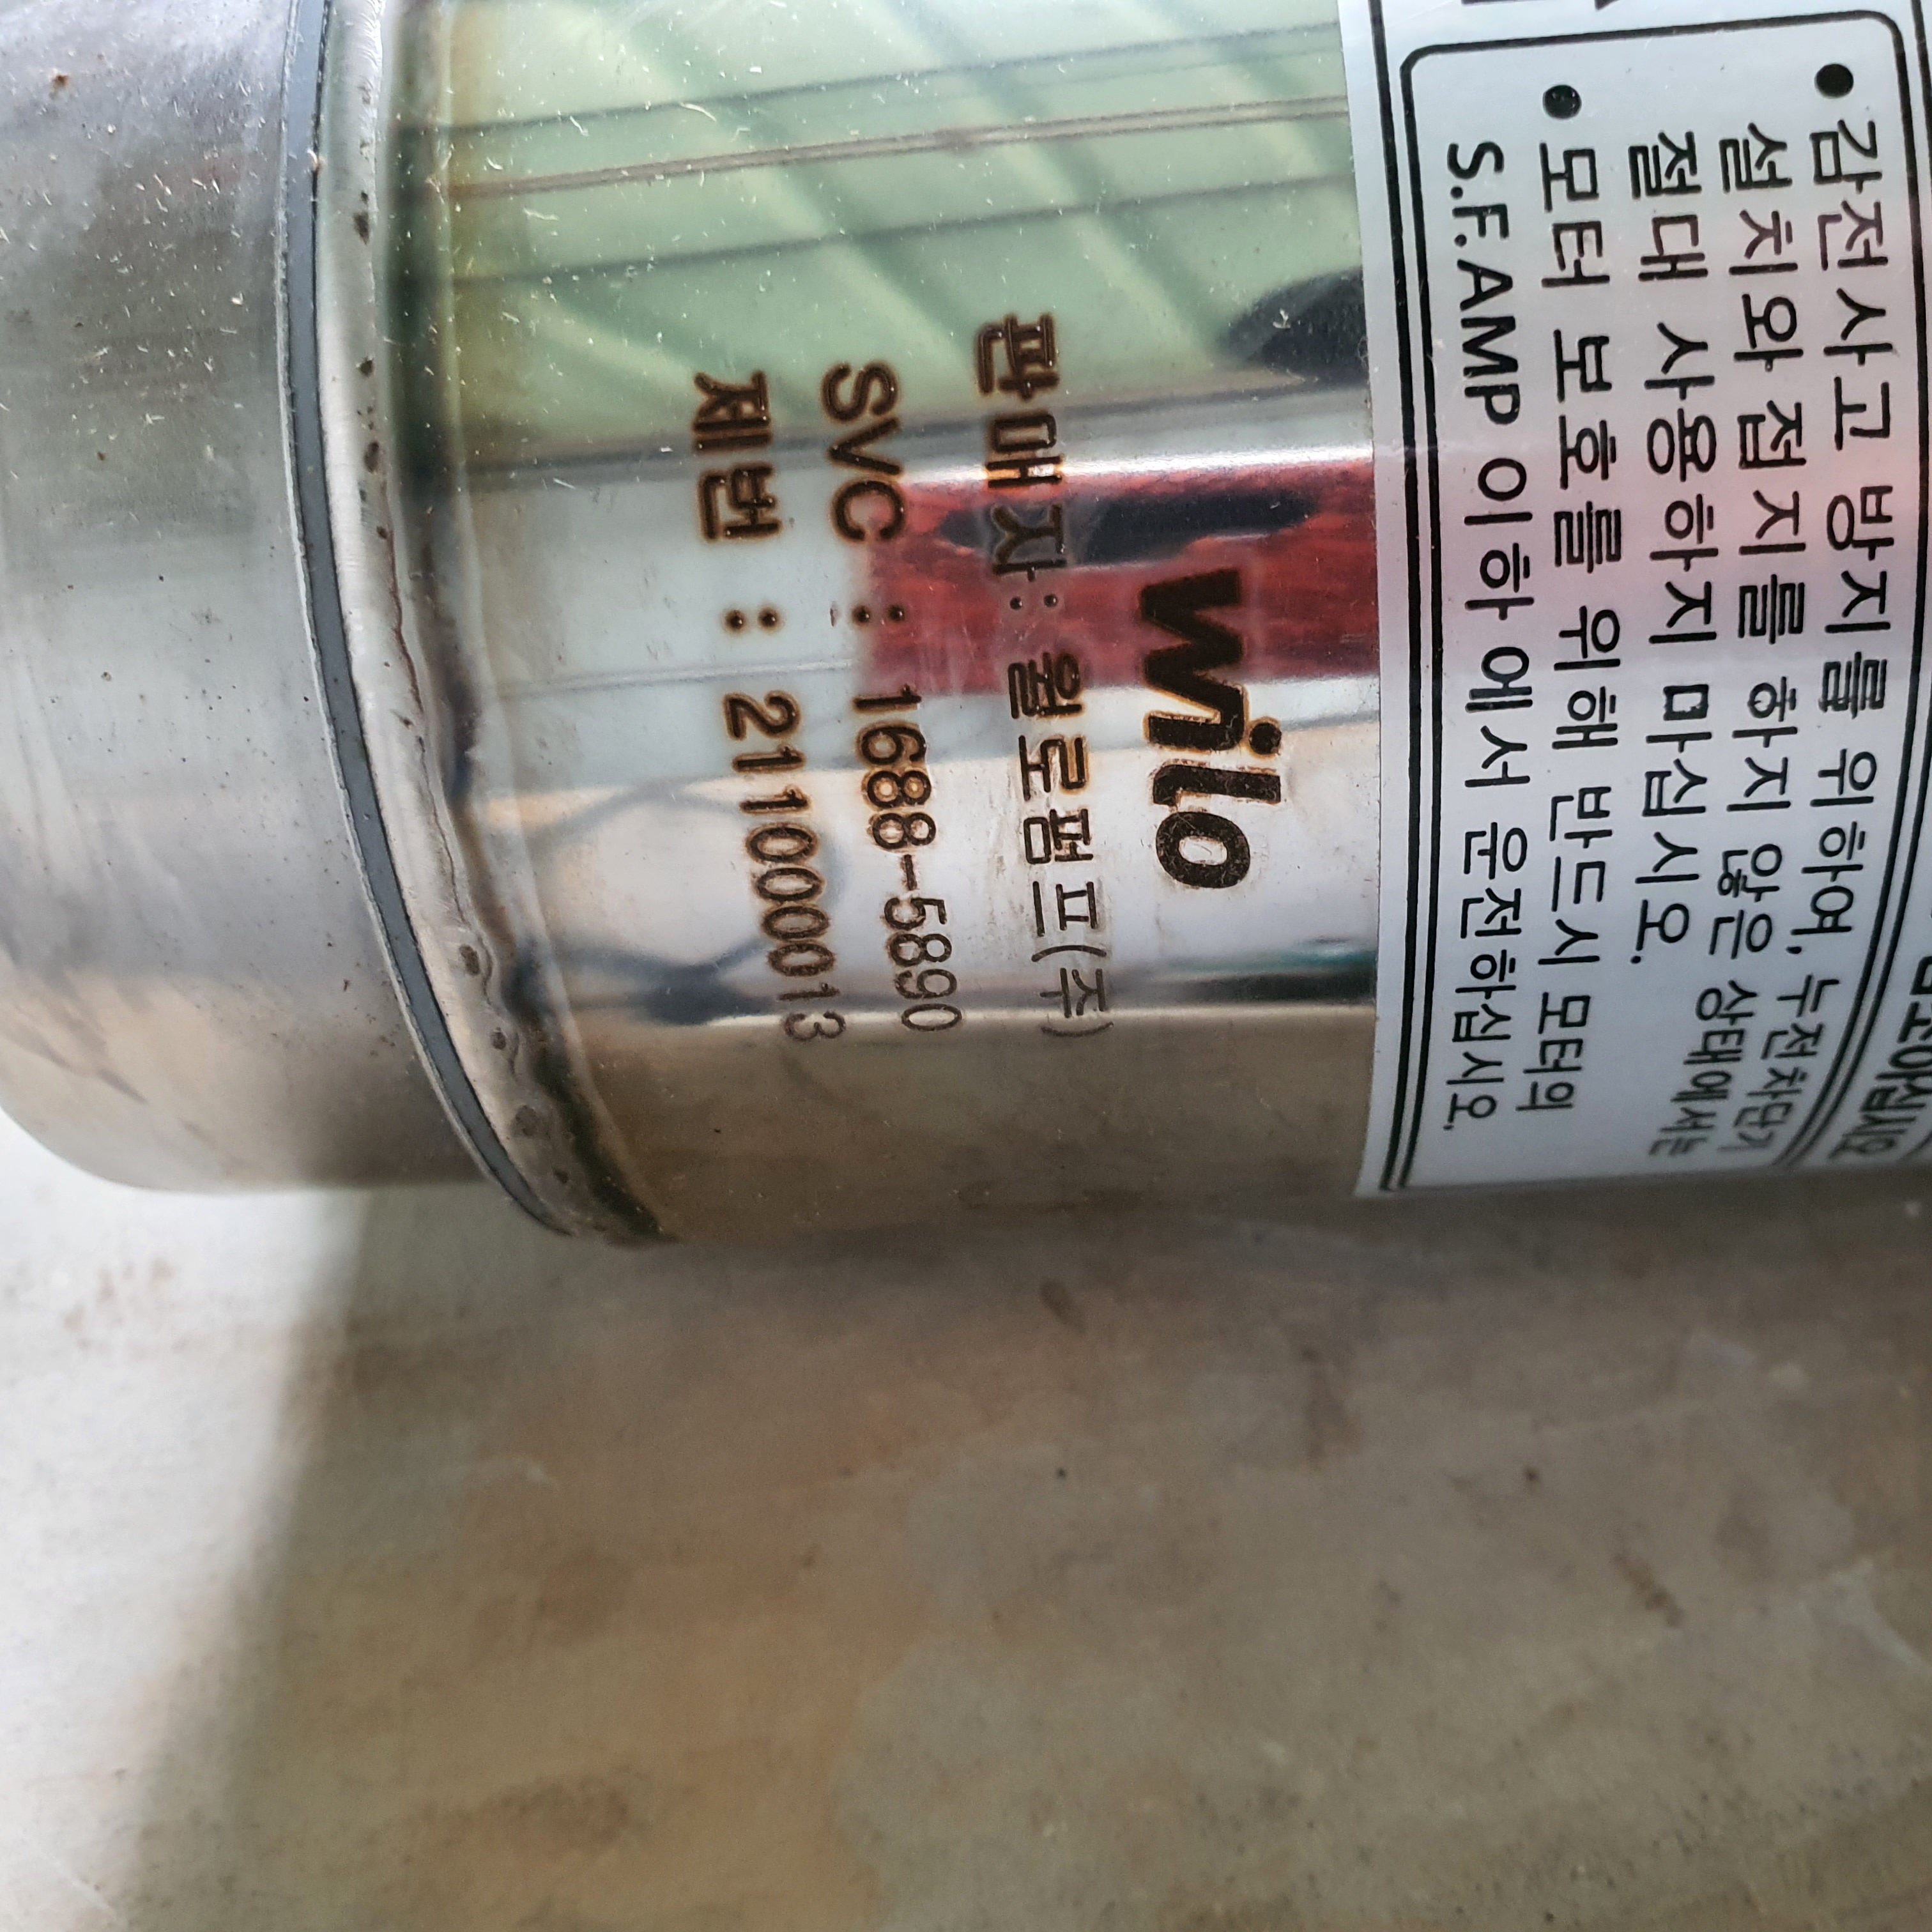 ● 감전사고 방지를 위하여, 누전차단기
설치와 접지를 하지 않은 상태에서는
절대 사용하지 마십시오.
● 모터 보호를 위해 반드시 모터의
S.F.AMP 이하에서 운전하십시오.
wilo
판매자: 윌로펌프(주)
SVC : 1688-5890
제번 : 2110000013